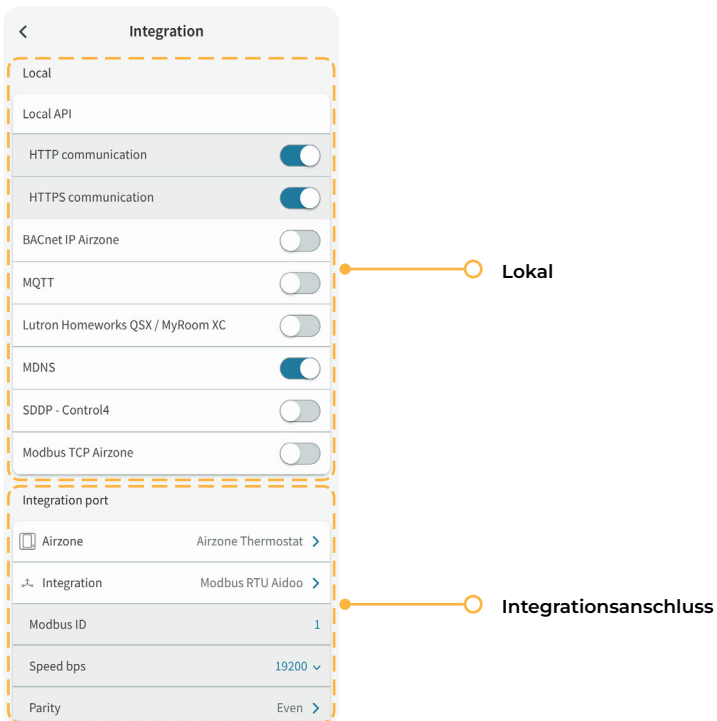 Integration
Local
Local API
HTTP communication
HTTPS communication
BACnet IP Airzone
MQTT
Lutron Homeworks QSX / MyRoom XC
MDNS
SDDP - Control4
Modbus TCP Airzone
Lokal
Integration port
Airzone Airzone Thermostat
Integration Modbus RTU Aidoo
Modbus ID 1
Speed bps 19200
Parity Even
Integrationsanschluss